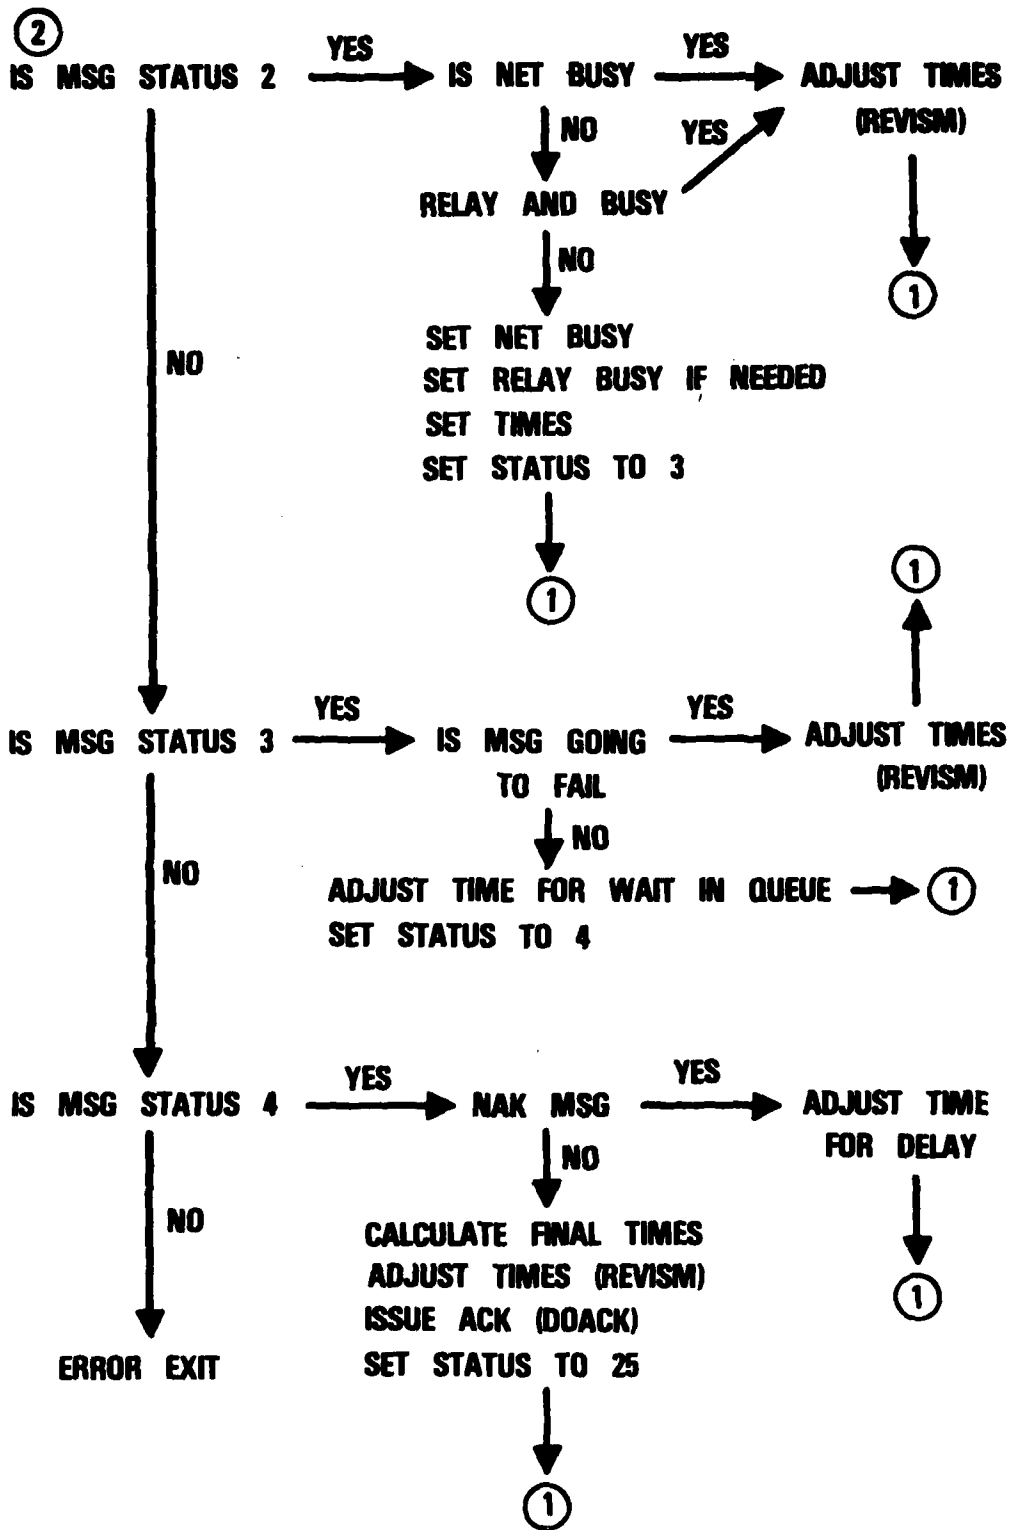 2
IS MSG STATUS 2
YES
IS NET BUSY
YES
ADJUST TIMES
(REVISM)
1
NO
YES
RELAY AND BUSY
NO
SET NET BUSY
SET RELAY BUSY IF NEEDED
SET TIMES
SET STATUS TO 3
1
NO
IS MSG STATUS 3
YES
IS MSG GOING
TO FAIL
YES
ADJUST TIMES
(REVISM)
1
NO
ADJUST TIME FOR WAIT IN QUEUE
SET STATUS TO 4
1
NO
IS MSG STATUS 4
YES
NAK MSG
YES
ADJUST TIME
FOR DELAY
1
NO
CALCULATE FINAL TIMES
ADJUST TIMES (REVISM)
ISSUE ACK (DOACK)
SET STATUS TO 25
1
NO
ERROR EXIT